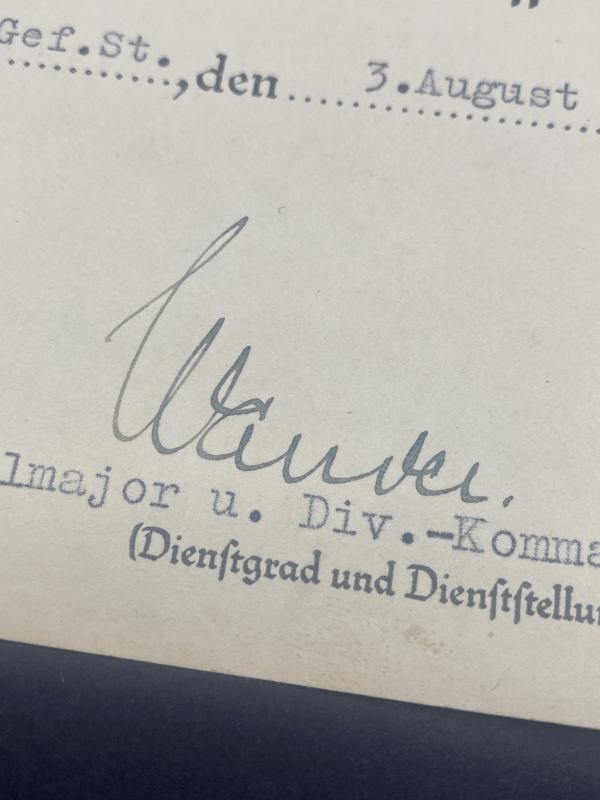 Gef.St. , den 3.August
lmajor u. Div.-Komma
(Dienſtgrad und Dienſtſtellu